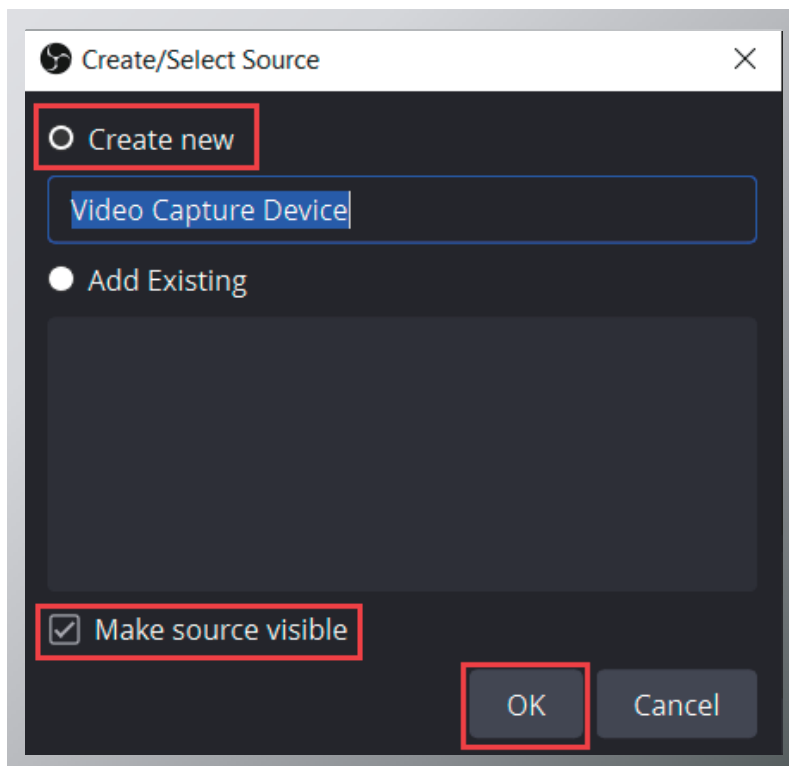 Create/Select Source
Create new
Video Capture Device
Add Existing
Make source visible
OK Cancel